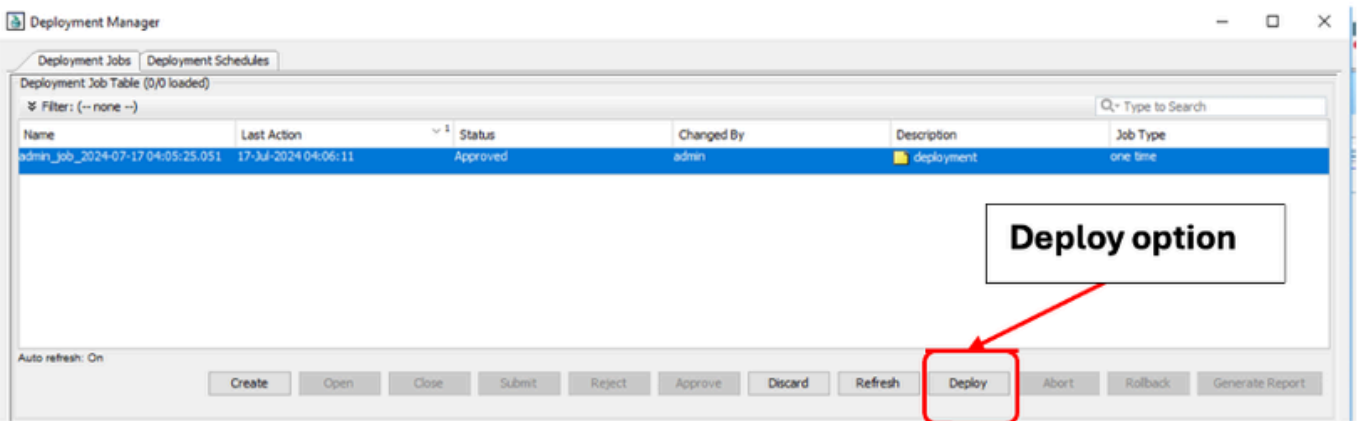 Deployment Manager
Deployment Jobs Deployment Schedules
Deployment Job Table (0/0 loaded)
Filter: (-- none --) Type to Search
Name Last Action 1 Status Changed By Description Job Type
admin_job_2024-07-17 04:05:25.051 17-Jul-2024 04:06:11 Approved admin deployment one time
Deploy option
Auto refresh: On
Create Open Close Submit Reject Approve Discard Refresh Deploy Abort Rollback Generate Report